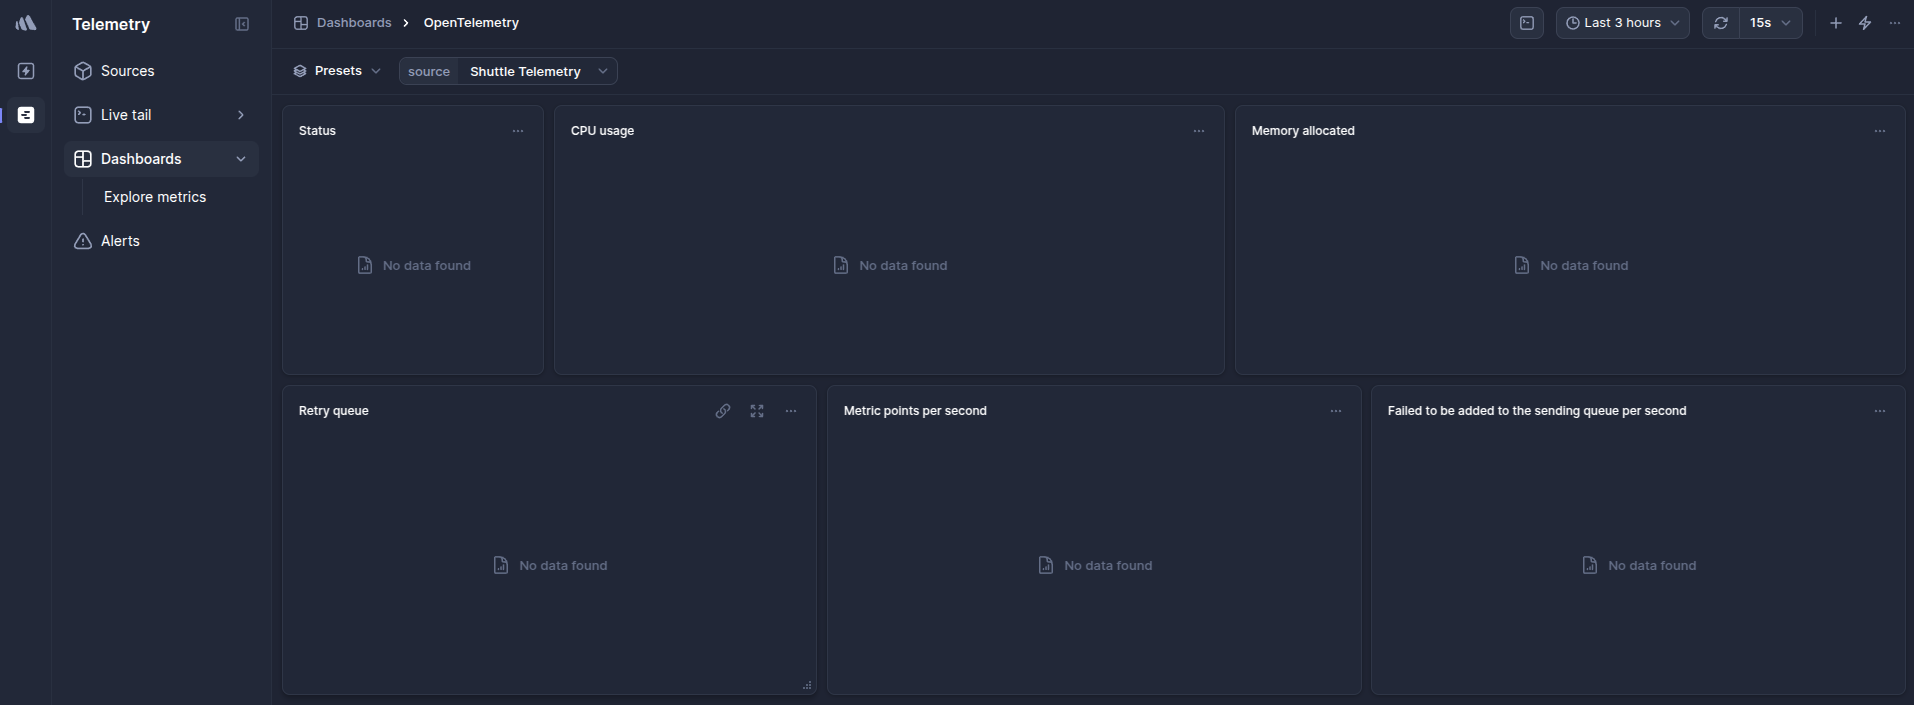 Telemetry
Sources
Live tail
Dashboards
Explore metrics
Alerts
Dashboards OpenTelemetry
Last 3 hours 15s
Presets source Shuttle Telemetry
Status
No data found
CPU usage
No data found
Memory allocated
No data found
Retry queue
No data found
Metric points per second
No data found
Failed to be added to the sending queue per second
No data found